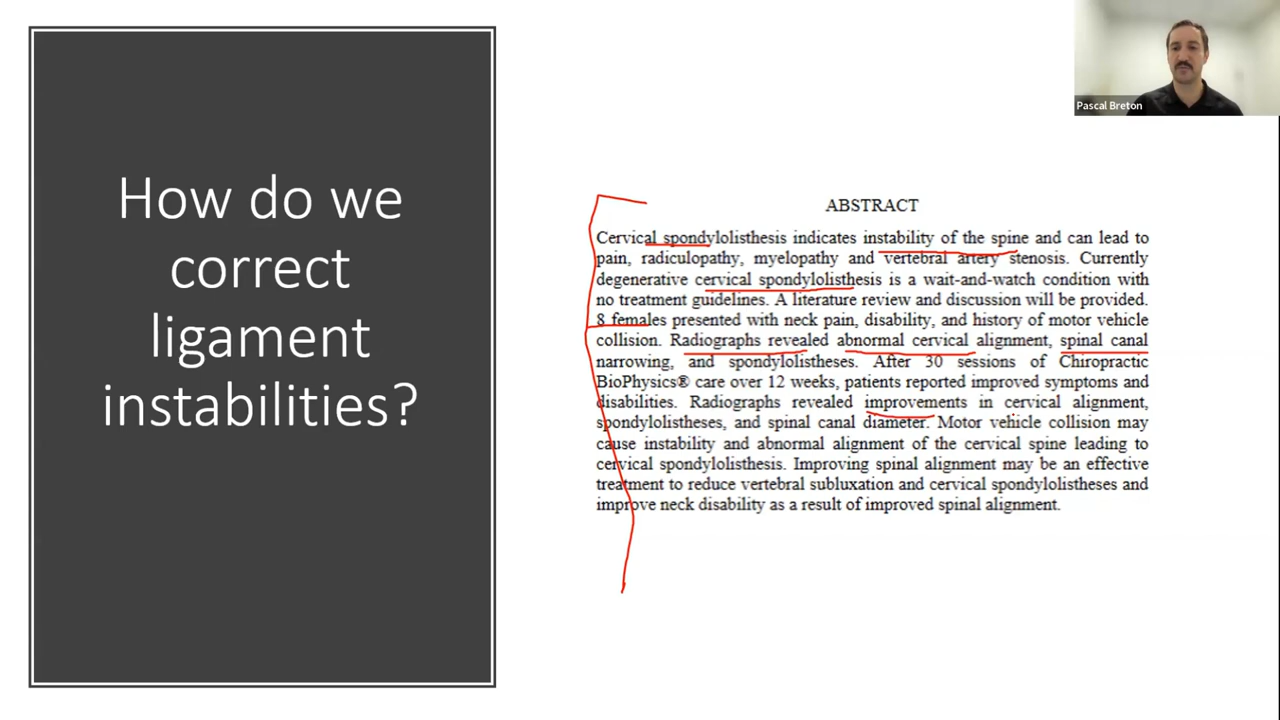 How do we
correct
ligament
instabilities?
Pascal Breton
ABSTRACT
Cervical spondylolisthesis indicates instability of the spine and can lead to
pain, radiculopathy, myelopathy and vertebral artery stenosis. Currently
degenerative cervical spondylolisthesis is a wait-and-watch condition with
no treatment guidelines. A literature review and discussion will be provided.
8 females presented with neck pain, disability, and history of motor vehicle
collision. Radiographs revealed abnormal cervical alignment, spinal canal
narrowing, and spondylolistheses. After 30 sessions of Chiropractic
BioPhysics® care over 12 weeks, patients reported improved symptoms and
disabilities. Radiographs revealed improvements in cervical alignment,
spondylolistheses, and spinal canal diameter. Motor vehicle collision may
cause instability and abnormal alignment of the cervical spine leading to
cervical spondylolisthesis. Improving spinal alignment may be an effective
treatment to reduce vertebral subluxation and cervical spondylolistheses and
improve neck disability as a result of improved spinal alignment.